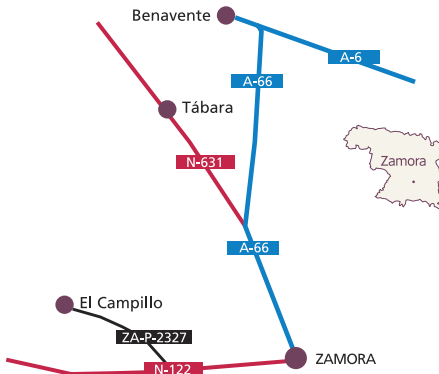 Benavente
A-6
A-66
Tábara
N-631
Zamora
A-66
El Campillo
ZA-P-2327
N-122
ZAMORA